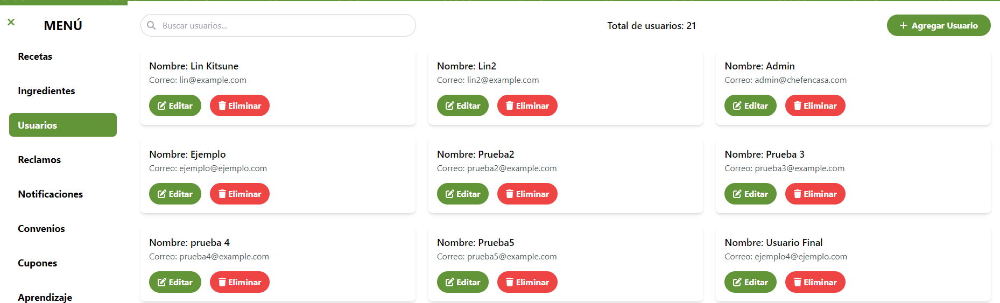 MENÚ
Recetas
Ingredientes
Usuarios
Reclamos
Notificaciones
Convenios
Cupones
Aprendizaje
Buscar usuarios...
Total de usuarios: 21
Agregar Usuario
Nombre: Lin Kitsune
Correo: lin@example.com
Editar Eliminar
Nombre: Lin2
Correo: lin2@example.com
Editar Eliminar
Nombre: Admin
Correo: admin@chefencasa.com
Editar Eliminar
Nombre: Ejemplo
Correo: ejemplo@ejemplo.com
Editar Eliminar
Nombre: Prueba2
Correo: prueba2@example.com
Editar Eliminar
Nombre: Prueba 3
Correo: prueba3@example.com
Editar Eliminar
Nombre: prueba 4
Correo: prueba4@example.com
Editar Eliminar
Nombre: Prueba5
Correo: prueba5@example.com
Editar Eliminar
Nombre: Usuario Final
Correo: ejemplo4@ejemplo.com
Editar Eliminar